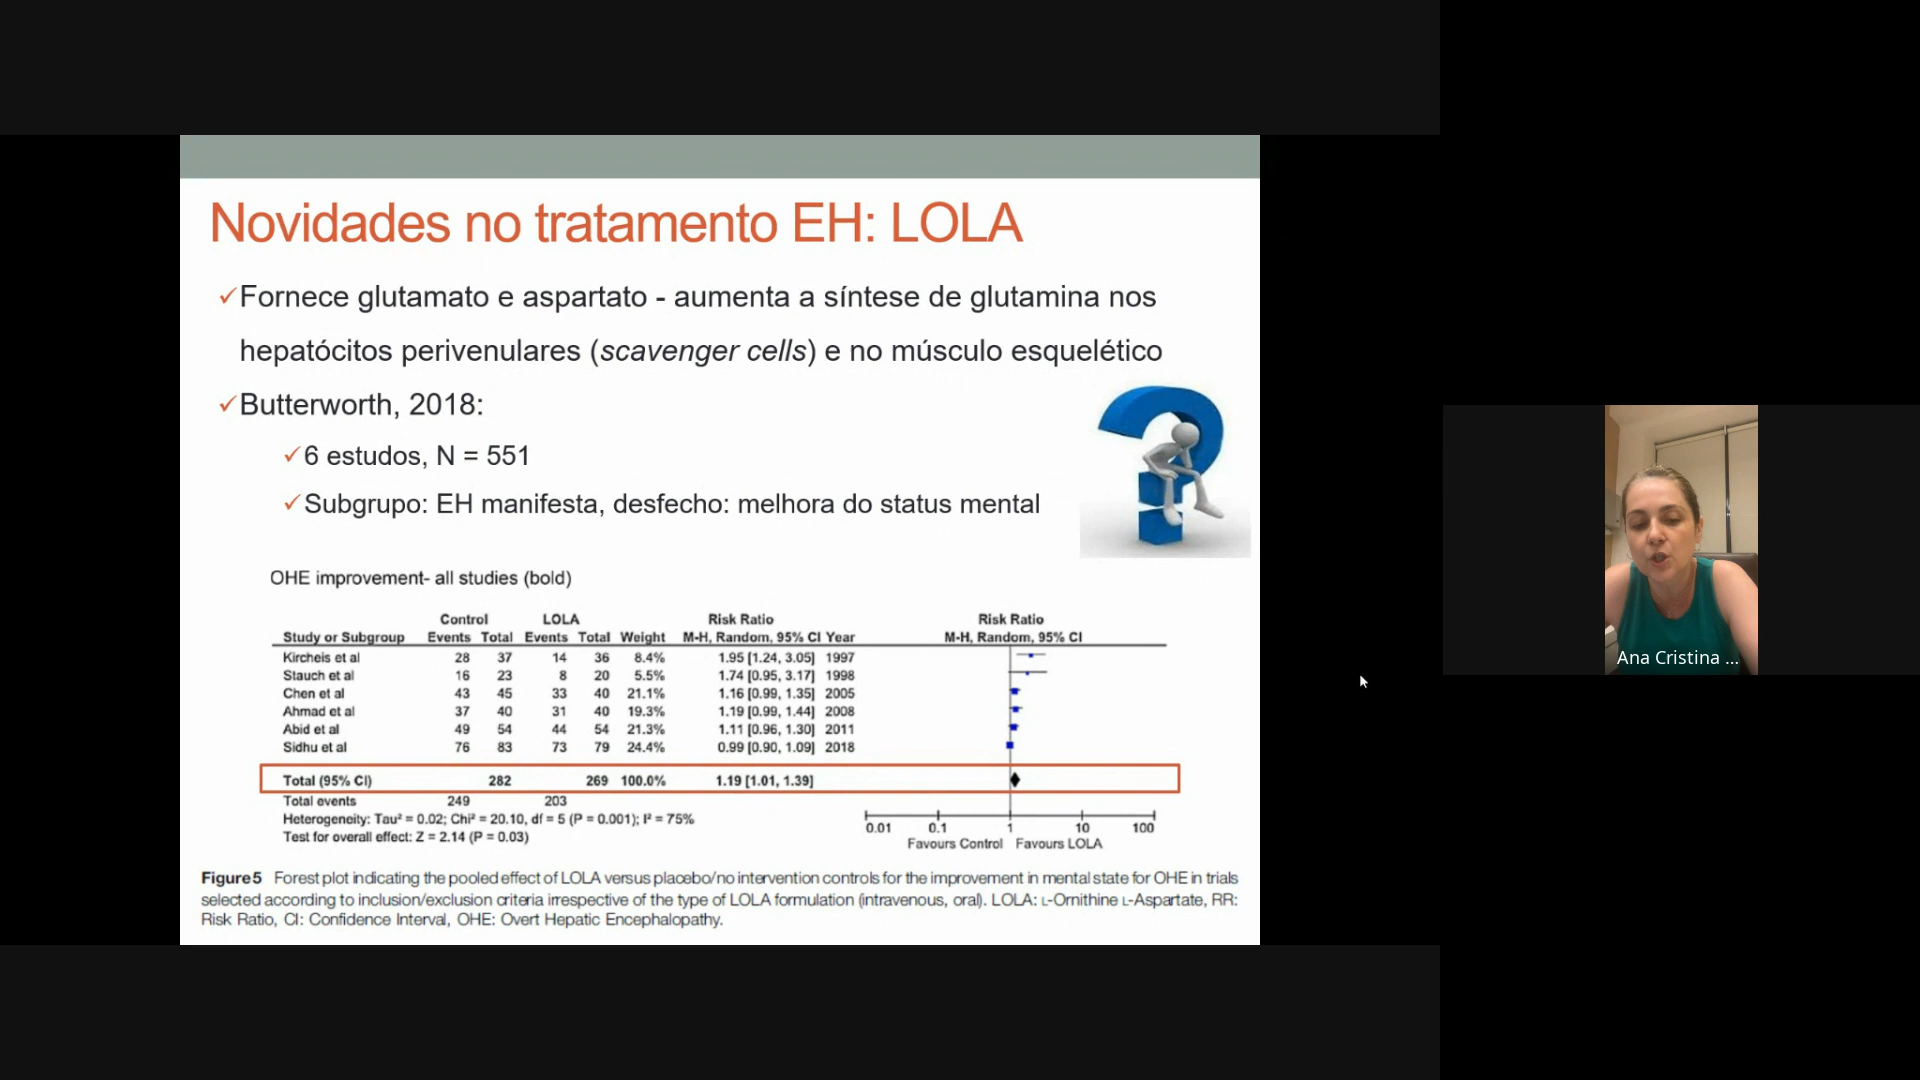 Novidades no tratamento EH: LOLA
✓Fornece glutamato e aspartato - aumenta a síntese de glutamina nos
hepatócitos perivenulares (scavenger cells) e no músculo esquelético
✓Butterworth, 2018:
✓6 estudos, N = 551
✓Subgrupo: EH manifesta, desfecho: melhora do status mental
OHE improvement- all studies (bold)
Control LOLA Risk Ratio Risk Ratio
Study or Subgroup Events Total Events Total Weight M-H, Random, 95% CI Year M-H, Random, 95% CI
Kircheis et al 28 37 14 36 8.4% 1.95 [1.24, 3.05] 1997
Stauch et al 16 23 8 20 5.5% 1.74 [0.95, 3.17] 1998
Chen et al 43 45 33 40 21.1% 1.16 [0.99, 1.35] 2005
Ahmad et al 37 40 31 40 19.3% 1.19 [0.99, 1.44] 2008
Abid et al 49 54 44 54 21.3% 1.11 [0.96, 1.30] 2011
Sidhu et al 76 83 73 79 24.4% 0.99 [0.90, 1.09] 2018
Total (95% CI) 282 269 100.0% 1.19 [1.01, 1.39]
Total events 249 203
Heterogeneity: Tau² = 0.02; Chi² = 20.10, df = 5 (P = 0.001); I² = 75%
Test for overall effect: Z = 2.14 (P = 0.03)
0.01 0.1 1 10 100
Favours Control Favours LOLA
Figure5 Forest plot indicating the pooled effect of LOLA versus placebo/no intervention controls for the improvement in mental state for OHE in trials
selected according to inclusion/exclusion criteria irrespective of the type of LOLA formulation (intravenous, oral). LOLA: L-Ornithine L-Aspartate, RR:
Risk Ratio, CI: Confidence Interval, OHE: Overt Hepatic Encephalopathy.
Ana Cristina ...